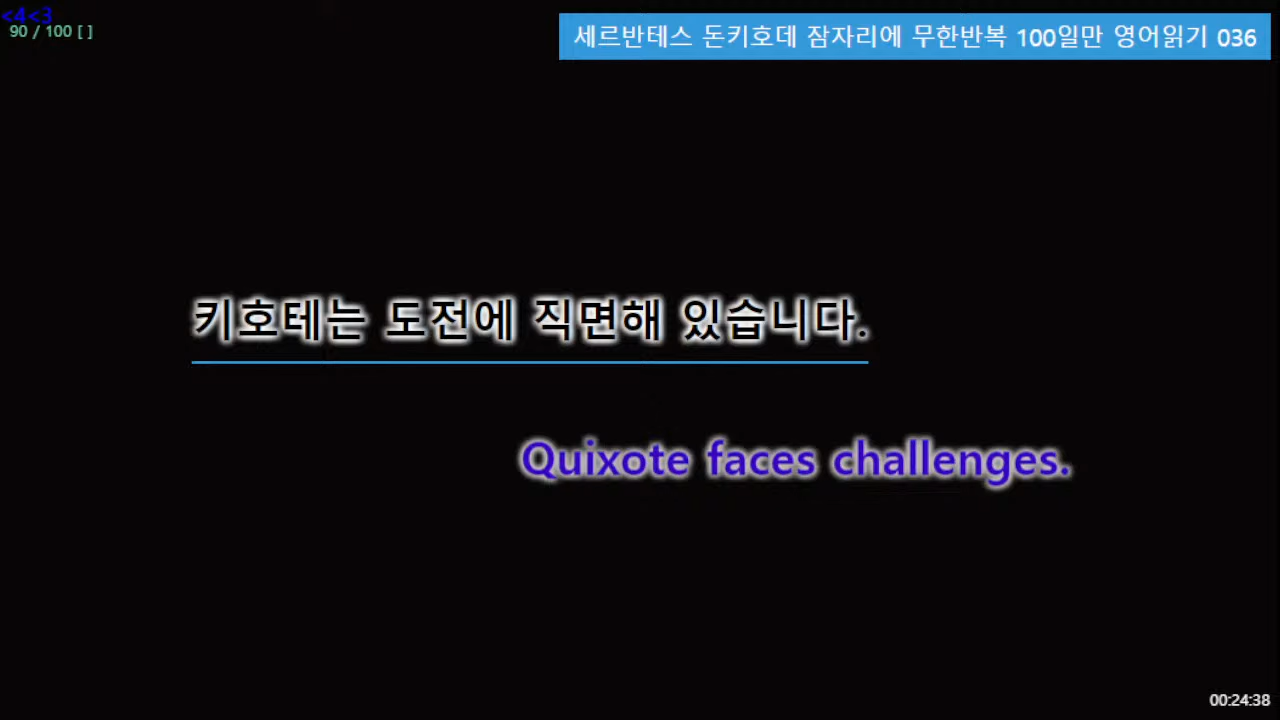 <4<3
90 / 100 [ ]
세르반테스 돈키호데 잠자리에 무한반복 100일만 영어읽기 036
키호테는 도전에 직면해 있습니다.
Quixote faces challenges.
00:24:38